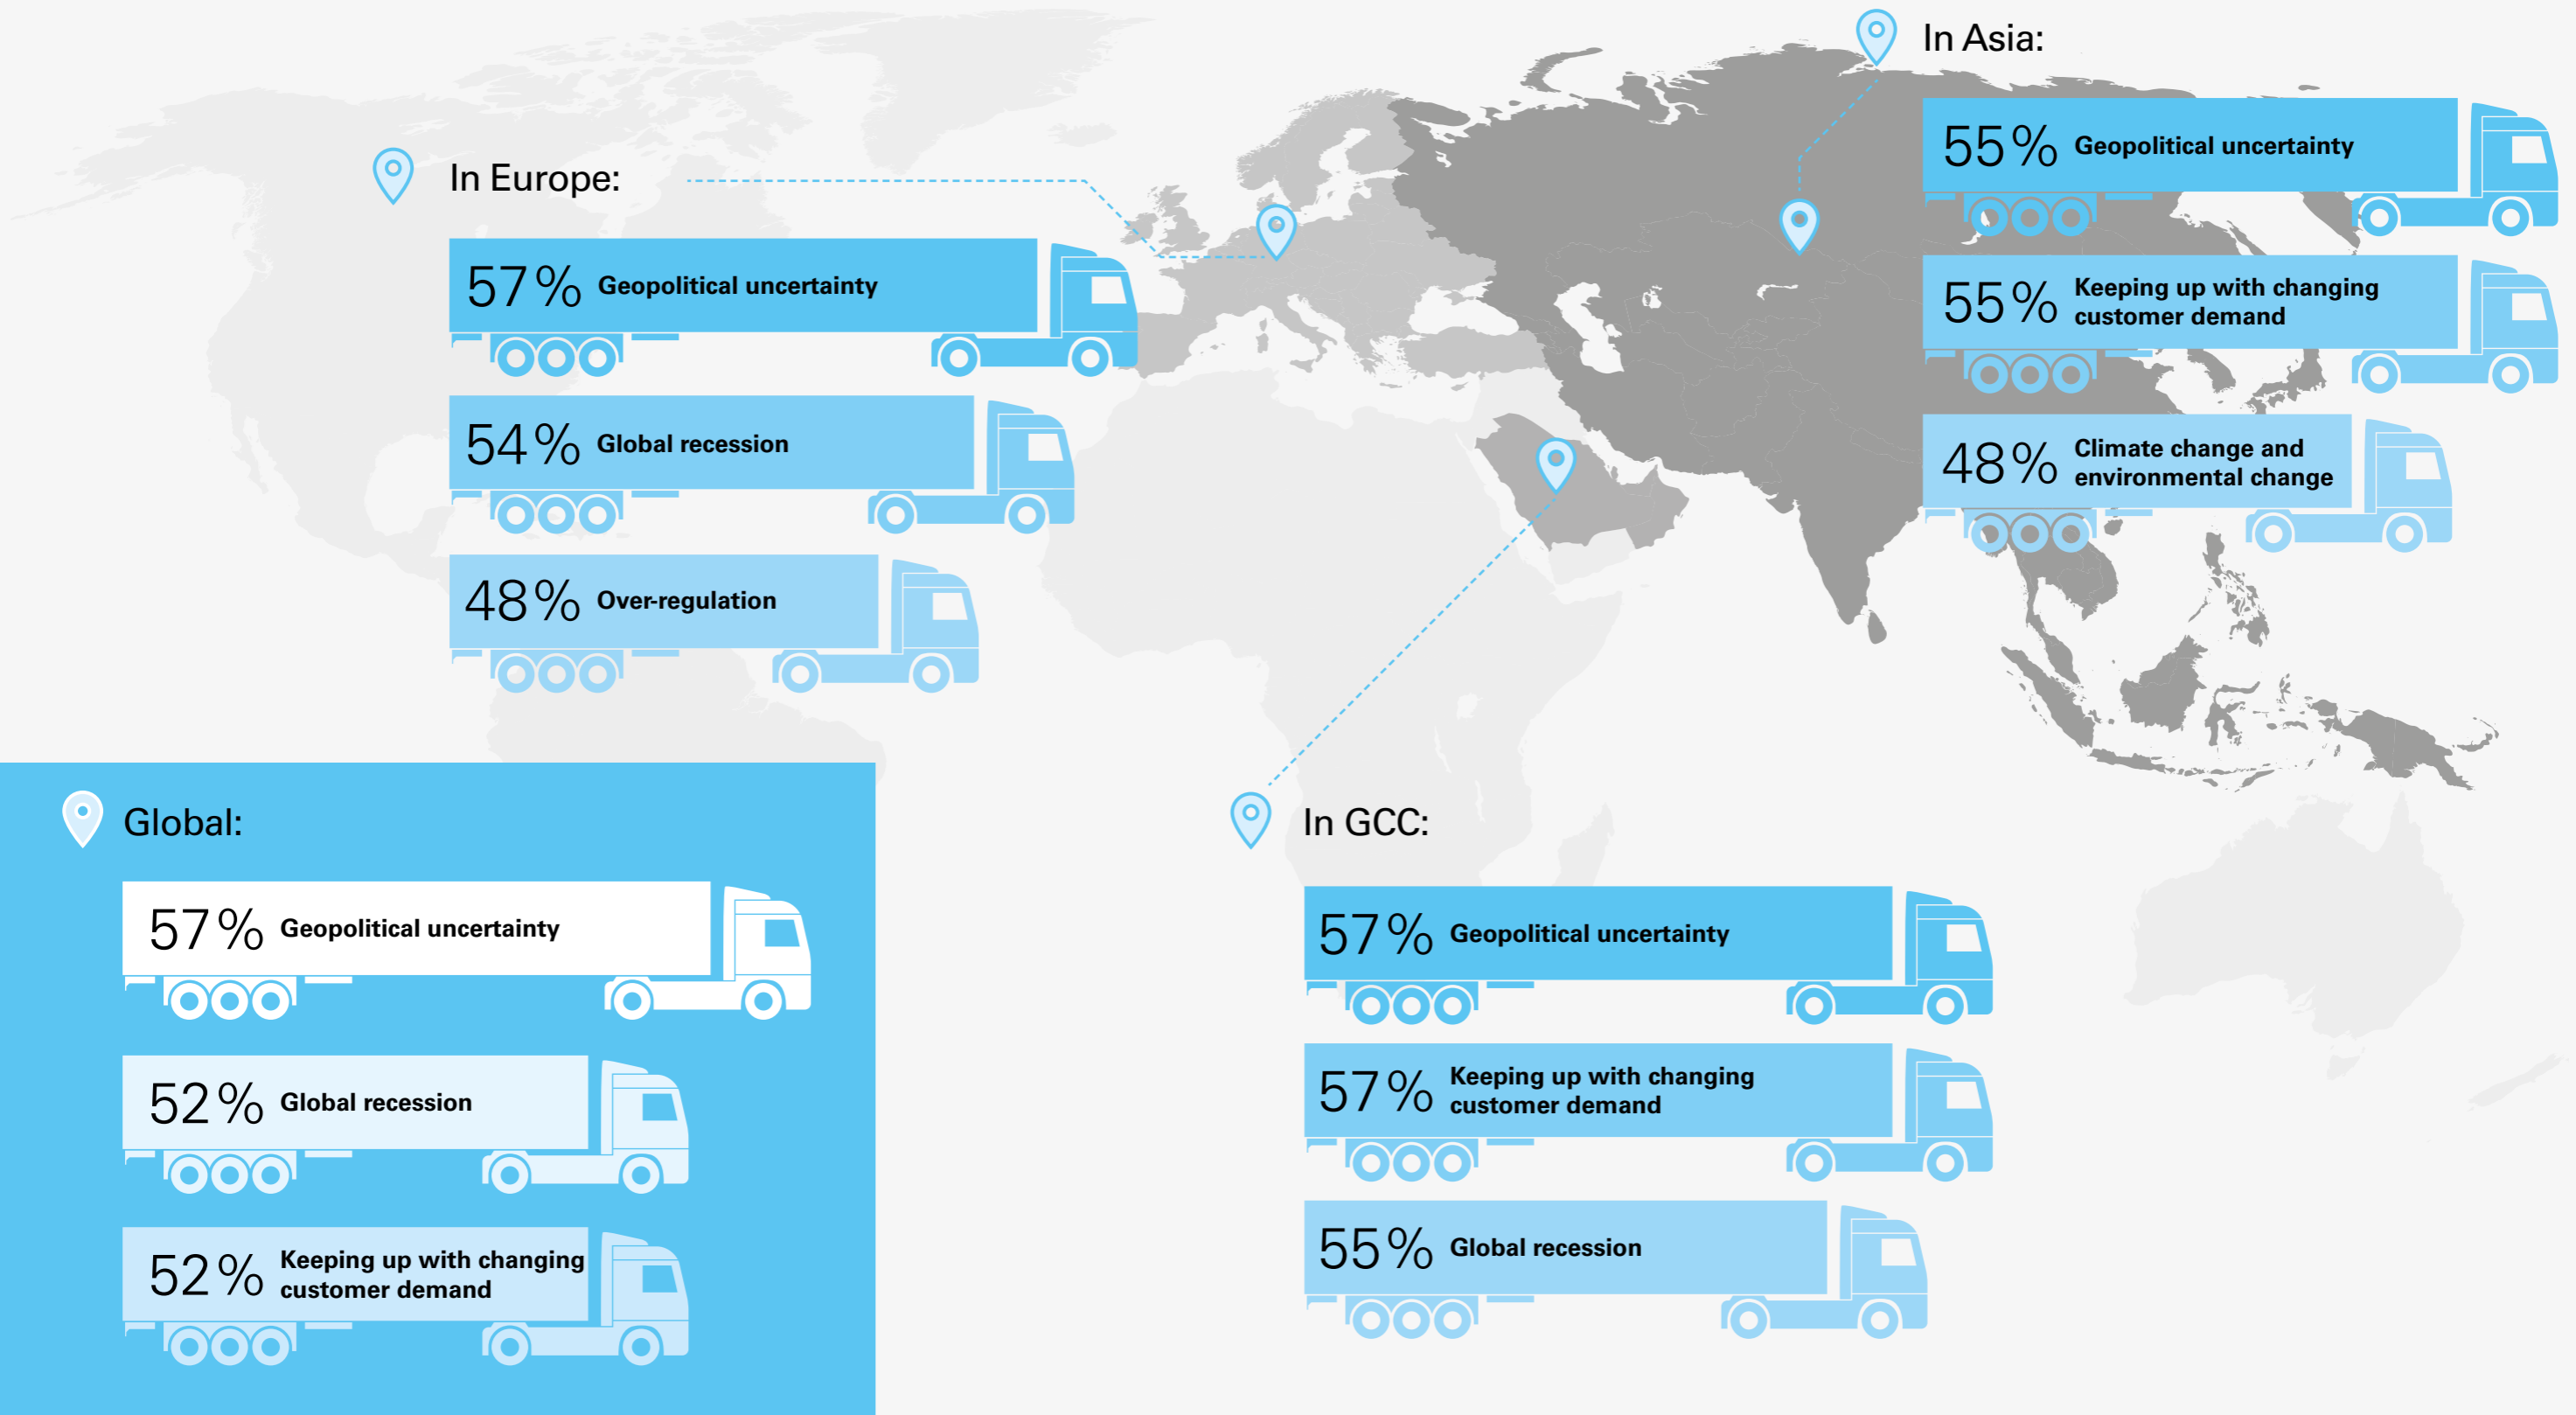 In Asia:
55% Geopolitical uncertainty
55% Keeping up with changing
customer demand
48% Climate change and
environmental change
In Europe:
57% Geopolitical uncertainty
54% Global recession
48% Over-regulation
Global:
57% Geopolitical uncertainty
52% Global recession
52% Keeping up with changing
customer demand
In GCC:
57% Geopolitical uncertainty
57% Keeping up with changing
customer demand
55% Global recession